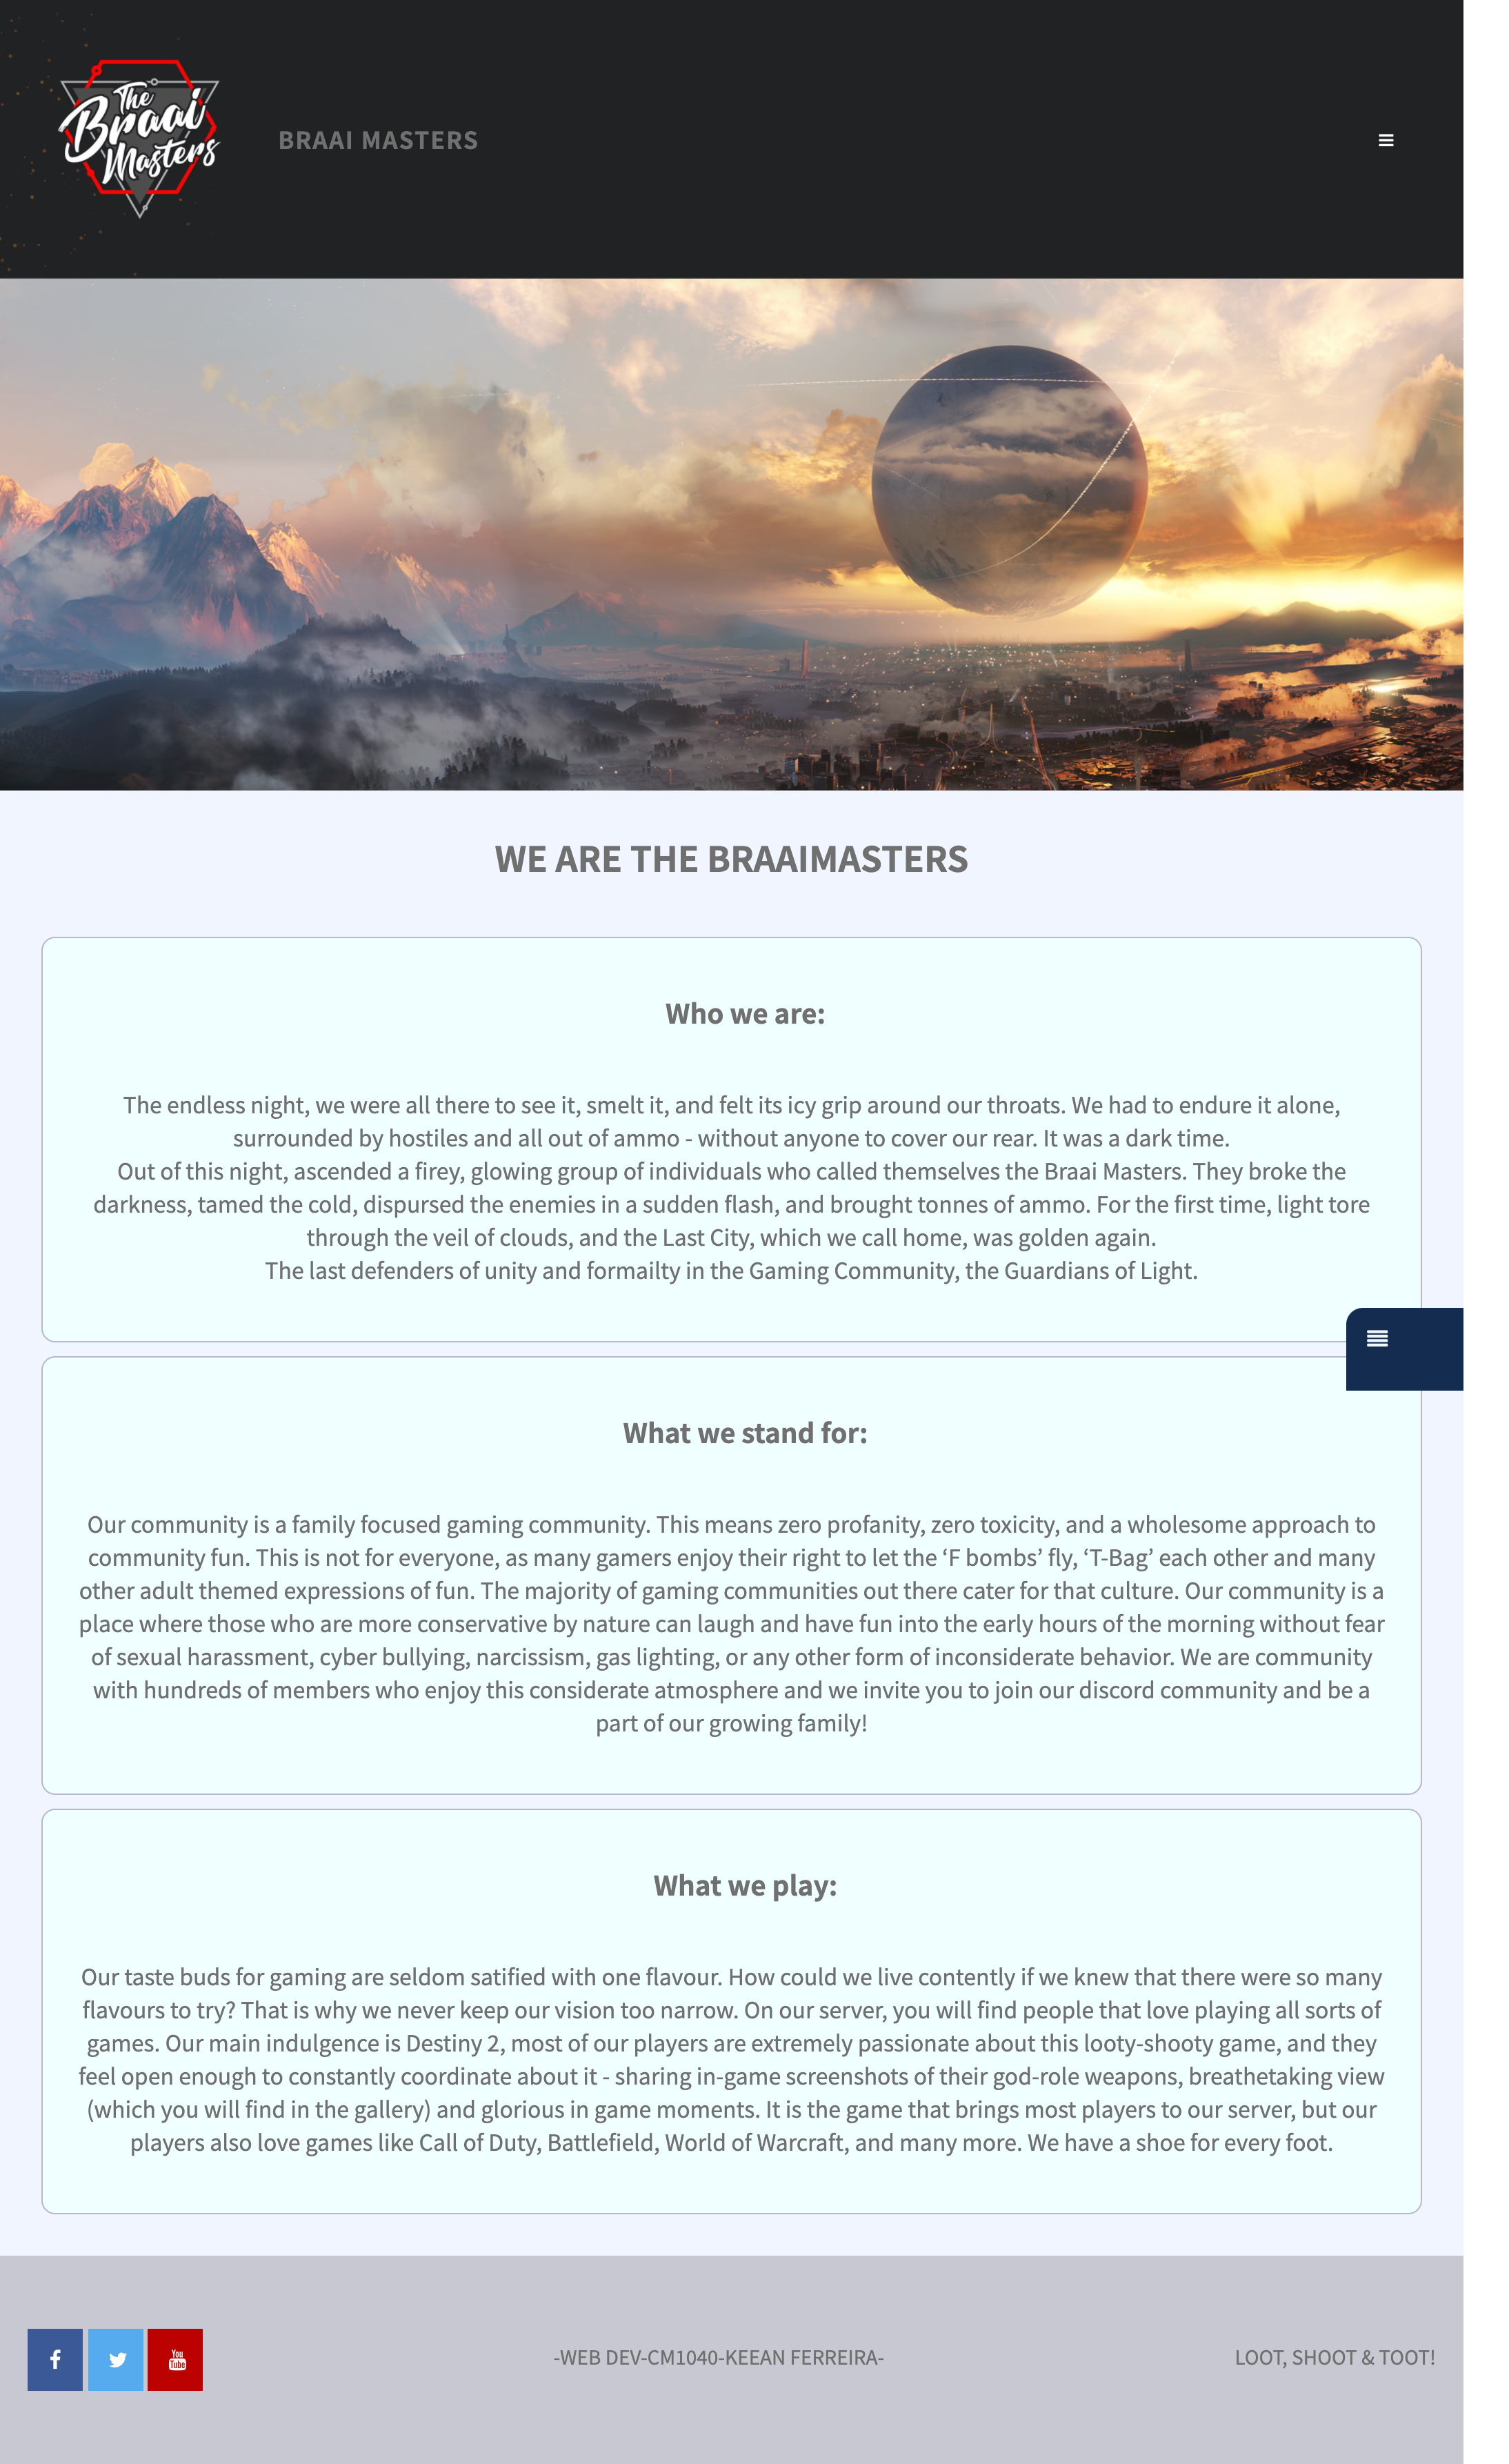 The
Braai
Masters
BRAAI MASTERS
WE ARE THE BRAAIMASTERS
Who we are:
The endless night, we were all there to see it, smelt it, and felt its icy grip around our throats. We had to endure it alone,
surrounded by hostiles and all out of ammo - without anyone to cover our rear. It was a dark time.
Out of this night, ascended a firey, glowing group of individuals who called themselves the Braai Masters. They broke the
darkness, tamed the cold, dispursed the enemies in a sudden flash, and brought tonnes of ammo. For the first time, light tore
through the veil of clouds, and the Last City, which we call home, was golden again.
The last defenders of unity and formailty in the Gaming Community, the Guardians of Light.
What we stand for:
Our community is a family focused gaming community. This means zero profanity, zero toxicity, and a wholesome approach to
community fun. This is not for everyone, as many gamers enjoy their right to let the ‘F bombs’ fly, ‘T-Bag’ each other and many
other adult themed expressions of fun. The majority of gaming communities out there cater for that culture. Our community is a
place where those who are more conservative by nature can laugh and have fun into the early hours of the morning without fear
of sexual harassment, cyber bullying, narcissism, gas lighting, or any other form of inconsiderate behavior. We are community
with hundreds of members who enjoy this considerate atmosphere and we invite you to join our discord community and be a
part of our growing family!
What we play:
Our taste buds for gaming are seldom satified with one flavour. How could we live contently if we knew that there were so many
flavours to try? That is why we never keep our vision too narrow. On our server, you will find people that love playing all sorts of
games. Our main indulgence is Destiny 2, most of our players are extremely passionate about this looty-shooty game, and they
feel open enough to constantly coordinate about it - sharing in-game screenshots of their god-role weapons, breathetaking view
(which you will find in the gallery) and glorious in game moments. It is the game that brings most players to our server, but our
players also love games like Call of Duty, Battlefield, World of Warcraft, and many more. We have a shoe for every foot.
You
Tube
-WEB DEV-CM1040-KEEAN FERREIRA-
LOOT, SHOOT & TOOT!